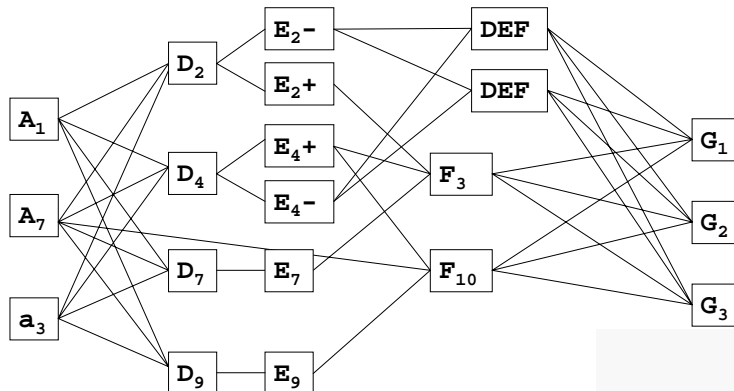 A₁
A₇
a₃
D₂
D₄
D₇
D₉
E₂-
E₂+
E₄+
E₄-
E₇
E₉
DEF
DEF
F₃
F₁₀
G₁
G₂
G₃